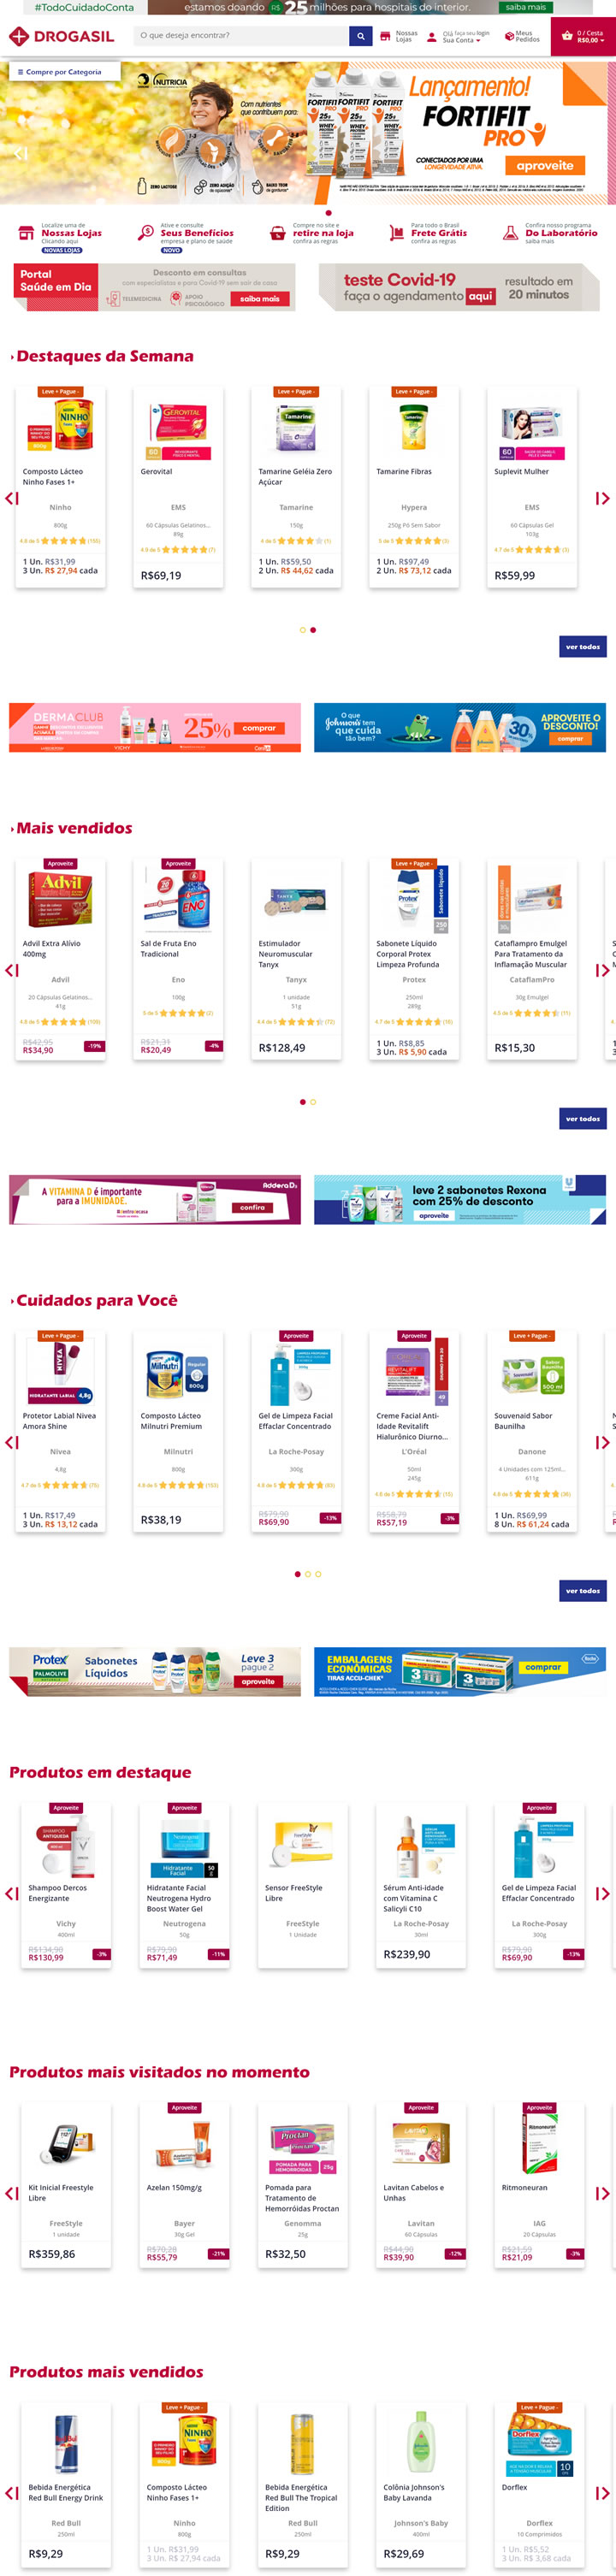 #TodoCuidadoConta
estamos doando R$ 25 milhões para hospitais do interior.
saiba mais
DROGASIL
O que deseja encontrar?
Nossas Lojas
Olá faça seu login
Sua Conta
Meus Pedidos
0 / Cesta
R$0,00
Compre por Categoria
NUTRICIA
Com nutrientes
que contribuem para:
FORTIFIT PRO
25g
WHEY PROTEIN
Lançamento!
FORTIFIT
PRO
CONECTADOS POR UMA
LONGEVIDADE ATIVA.
aproveite
ZERO LACTOSE
ZERO ADIÇÃO
BAIXO TEOR
Localize uma de
Nossas Lojas
Clicando aqui
NOVAS LOJAS
Ative e consulte
Seus Benefícios
empresa e plano de saúde
NOVO
Compre no site e
retire na loja
confira as regras
Para todo o Brasil
Frete Grátis
confira as regras
Confira nosso programa
Do Laboratório
saiba mais
Portal
Saúde em Dia
Desconto em consultas
com especialistas e para Covid-19 sem sair de casa
TELEMEDICINA
APOIO PSICOLÓGICO
saiba mais
teste Covid-19
faça o agendamento aqui
resultado em
20 minutos
Destaques da Semana
Leve + Pague -
Composto Lácteo
Ninho Fases 1+
Ninho
800g
4.8 de 5 (150)
1 Un. R$31,99
3 Un. R$ 27,94 cada
Gerovital
EMS
60 Cápsulas Gelatinos...
89g
4.9 de 5 (7)
R$69,19
Leve + Pague -
Tamarine Geléia Zero
Açúcar
Tamarine
150g
4 de 5 (1)
1 Un. R$59,50
2 Un. R$ 44,62 cada
Leve + Pague -
Tamarine Fibras
Hypera
250g Pó Sem Sabor
5 de 5 (3)
1 Un. R$97,49
2 Un. R$ 73,12 cada
Suplevit Mulher
EMS
60 Cápsulas Gel
103g
4.7 de 5 (3)
R$59,99
ver todos
DERMACLUB
25%
comprar
VICHY
O que
Johnson's tem
que cuida
tão bem?
30%
APROVEITE O
DESCONTO!
comprar
Mais vendidos
Aproveite
Advil Extra Alívio
400mg
Advil
20 Cápsulas Gelatinos...
41g
4.8 de 5 (109)
R$42,95
R$34,90
-19%
Aproveite
Sal de Fruta Eno
Tradicional
Eno
100g
5 de 5 (2)
R$21,31
R$20,49
-4%
Estimulador
Neuromuscular
Tanyx
Tanyx
1 unidade
51g
4.4 de 5 (72)
R$128,49
Leve + Pague -
Sabonete Líquido
Corporal Protex
Limpeza Profunda
Protex
250ml
289g
4.7 de 5 (16)
1 Un. R$8,85
3 Un. R$ 5,90 cada
Cataflampro Emulgel
Para Tratamento da
Inflamação Muscular
CataflamPro
30g Emulgel
4.6 de 5 (11)
R$15,30
ver todos
A VITAMINA D é importante
para a IMUNIDADE.
Addera D3
confira
leve 2 sabonetes Rexona
com 25% de desconto
aproveite
Cuidados para Você
Leve + Pague -
Protetor Labial Nivea
Amora Shine
Nivea
4,8g
4.7 de 5 (75)
1 Un. R$17,49
3 Un. R$ 13,12 cada
Composto Lácteo
Milnutri Premium
Milnutri
800g
4.8 de 5 (153)
R$38,19
Aproveite
Gel de Limpeza Facial
Effaclar Concentrado
La Roche-Posay
300g
4.8 de 5 (83)
R$79,90
R$69,90
-13%
Aproveite
Creme Facial Anti-
Idade Revitalift
Hialurônico Diurno...
L'Oréal
50ml
245g
4.8 de 5 (15)
R$58,79
R$57,19
-3%
Leve + Pague -
Souvenaid Sabor
Baunilha
Danone
4 Unidades com 125ml...
611g
4.8 de 5 (36)
1 Un. R$69,99
8 Un. R$ 61,24 cada
ver todos
Protex
PALMOLIVE
Sabonetes
Líquidos
Leve 3
pague 2
aproveite
EMBALAGENS
ECONÔMICAS
TIRAS ACCU-CHEK®
comprar
Roche
Produtos em destaque
Aproveite
Shampoo Dercos
Energizante
Vichy
400ml
R$134,90
R$130,99
-3%
Aproveite
Hidratante Facial
Neutrogena Hydro
Boost Water Gel
Neutrogena
50g
R$79,90
R$71,49
-11%
Sensor FreeStyle
Libre
FreeStyle
1 Unidade
Sérum Anti-idade
com Vitamina C
Salicyli C10
La Roche-Posay
30ml
R$239,90
Aproveite
Gel de Limpeza Facial
Effaclar Concentrado
La Roche-Posay
300g
R$79,90
R$69,90
-13%
Produtos mais visitados no momento
Kit Inicial Freestyle
Libre
FreeStyle
1 unidade
R$359,86
Aproveite
Azelan 150mg/g
Bayer
30g Gel
R$70,28
R$55,79
-21%
Pomada para
Tratamento de
Hemorróidas Proctan
Genomma
25g
R$32,50
Aproveite
Lavitan Cabelos e
Unhas
Lavitan
60 Cápsulas
R$44,90
R$39,90
-12%
Aproveite
Ritmoneuran
IAG
20 Cápsulas
R$21,59
R$21,09
-3%
Produtos mais vendidos
Bebida Energética
Red Bull Energy Drink
Red Bull
250ml
R$9,29
Leve + Pague -
Composto Lácteo
Ninho Fases 1+
Ninho
800g
1 Un. R$31,99
3 Un. R$ 27,94 cada
Bebida Energética
Red Bull The Tropical
Edition
Red Bull
250ml
R$9,29
Colônia Johnson's
Baby Lavanda
Johnson's Baby
400ml
R$29,69
Leve + Pague -
Dorflex
Dorflex
10 Comprimidos
1 Un. R$5,52
3 Un. R$ 3,68 cada